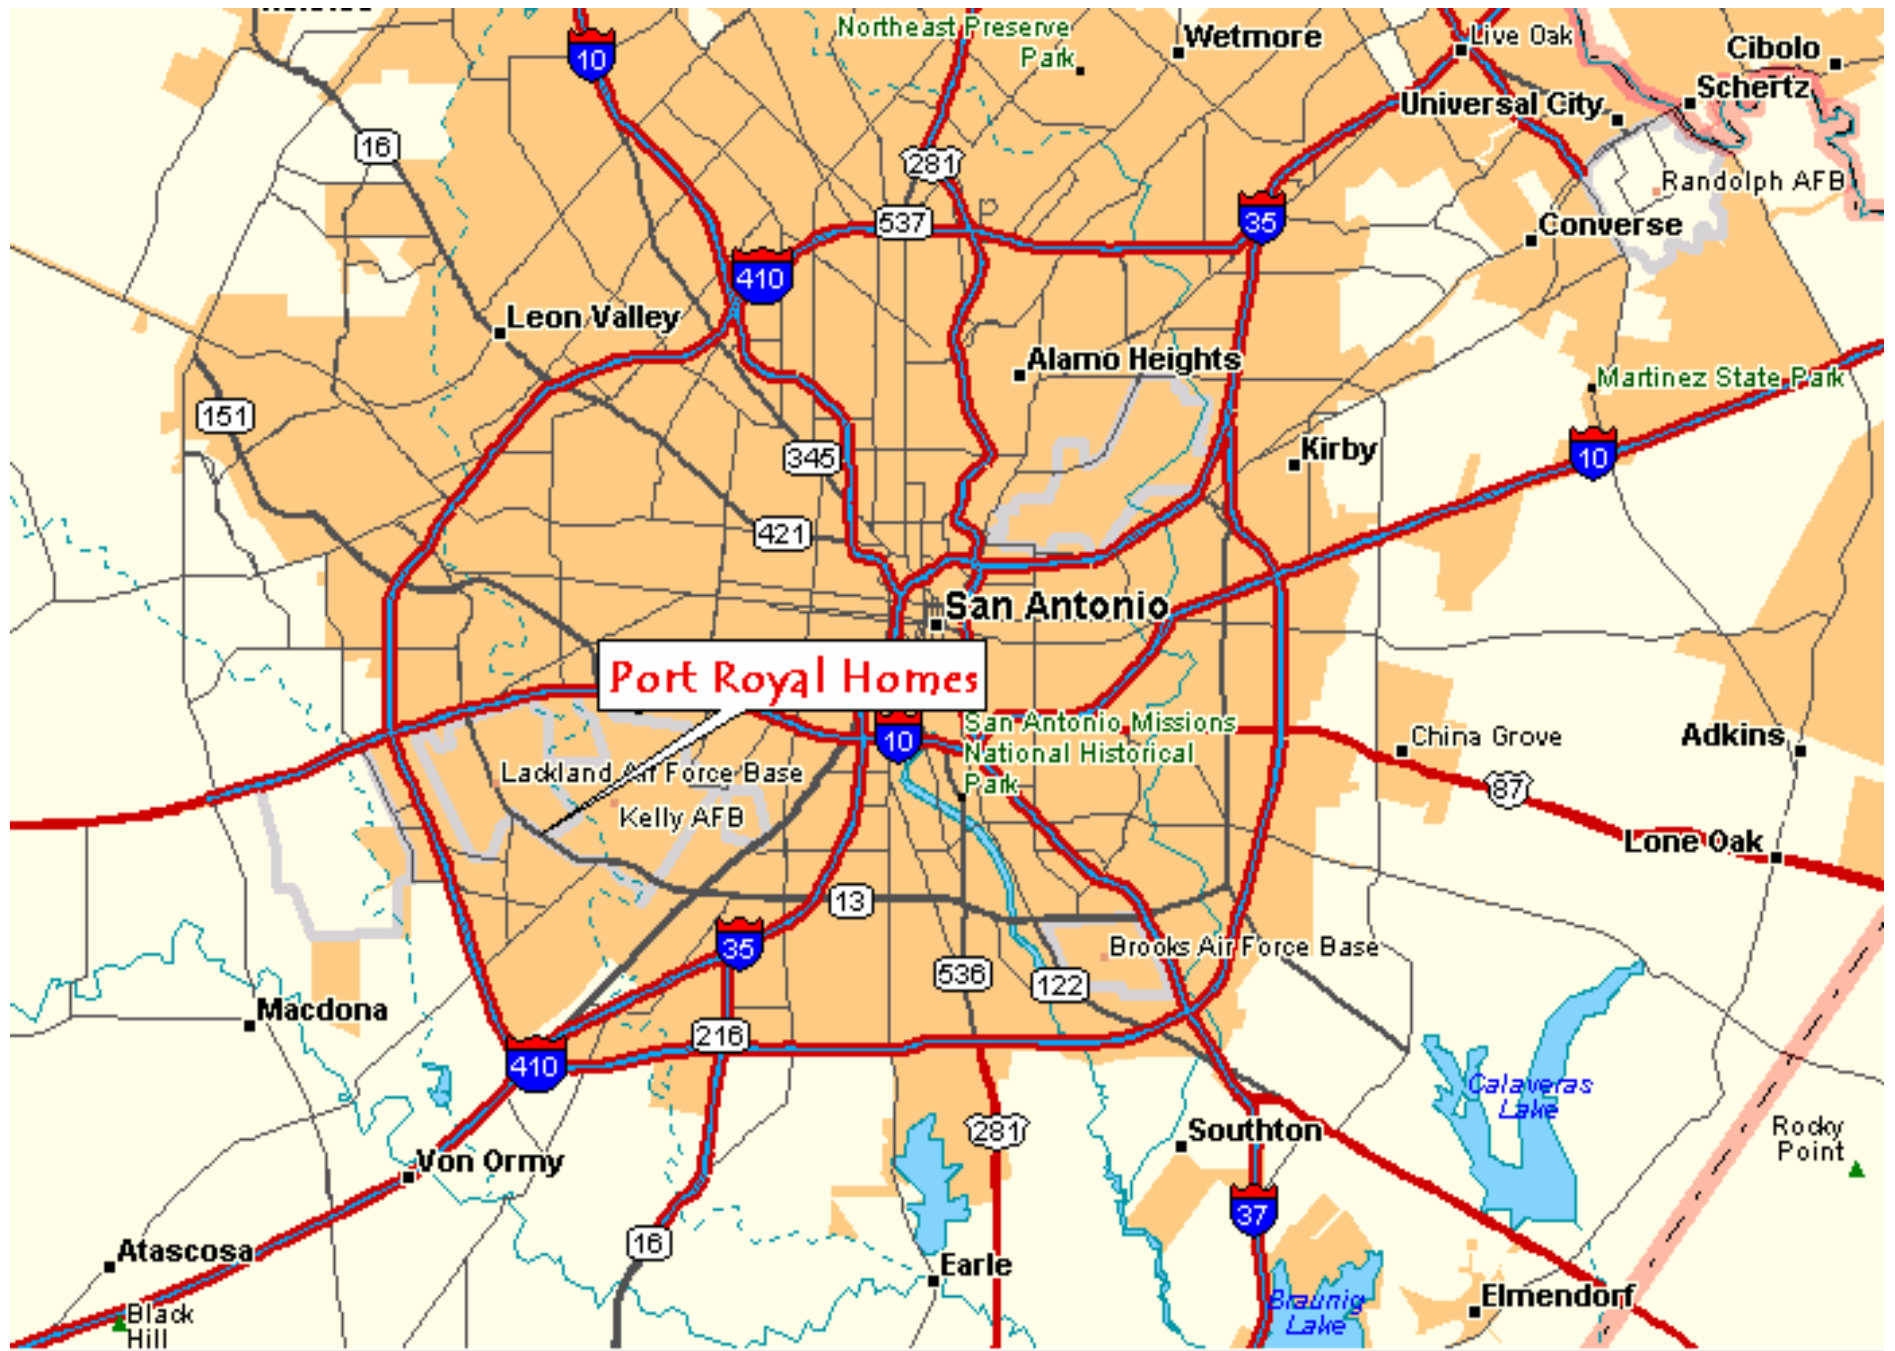 Northeast Preserve
Park
Wetmore
Live Oak
Cibolo
Schertz
Universal City
10
16
281
Randolph AFB
537
P
35
Converse
410
Leon Valley
Alamo Heights
Martinez State Park
151
345
Kirby
10
421
San Antonio
Port Royal Homes
San Antonio Missions
National Historical
Park
10
China Grove
Adkins
Lackland Air Force Base
Kelly AFB
87
Lone Oak
13
35
Brooks Air Force Base
536
122
Macdona
216
410
Calaveras
Lake
281
Southton
Rocky
Point
Von Ormy
37
16
Atascosa
Earle
Elmendorf
Black
Hill
Braunig
Lake